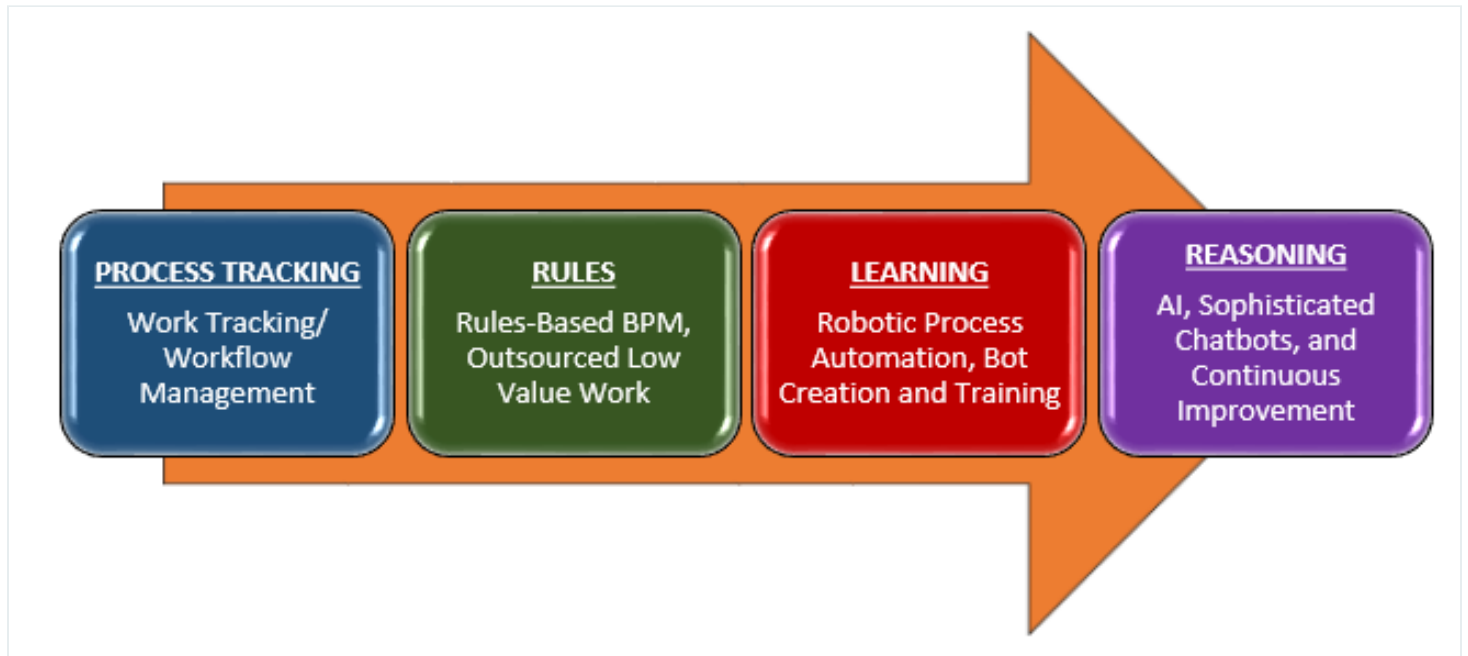 PROCESS TRACKING
Work Tracking/
Workflow
Management
RULES
Rules-Based BPM,
Outsourced Low
Value Work
LEARNING
Robotic Process
Automation, Bot
Creation and Training
REASONING
AI, Sophisticated
Chatbots, and
Continuous
Improvement